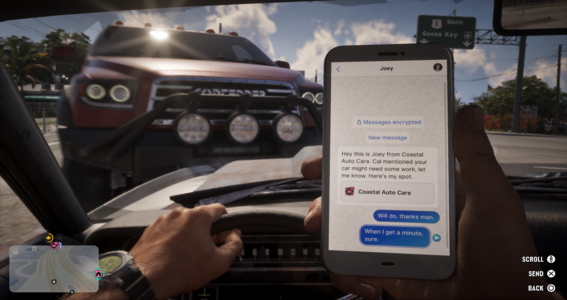 Goose Key
Joey
Messages encrypted
New message
Hey this is Joey from Coastal
Auto Care. Cal mentioned your
car might need some work, let
me know. Here's my spot.
Coastal Auto Care
Will do, thanks man.
When I get a minute,
sure.
SCROLL
SEND
BACK